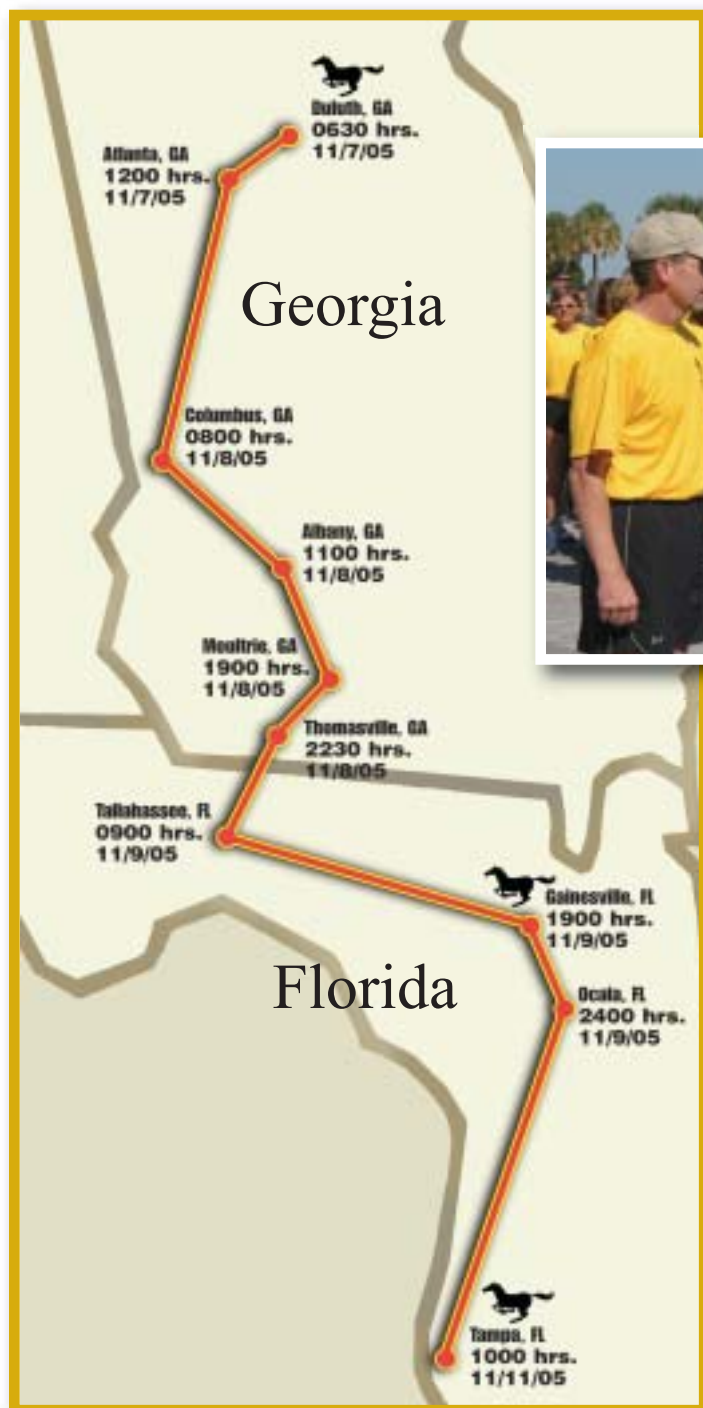 Duluth, GA
0630 hrs.
11/7/05
Atlanta, GA
1200 hrs.
11/7/05
Georgia
Columbus, GA
0800 hrs.
11/8/05
Albany, GA
1100 hrs.
11/8/05
Moultrie, GA
1900 hrs.
11/8/05
Thomasville, GA
2230 hrs.
11/8/05
Tallahassee, FL
0900 hrs.
11/9/05
Gainesville, FL
1900 hrs.
11/9/05
Florida
Ocala, FL
2400 hrs.
11/9/05
Tampa, FL
1000 hrs.
11/11/05